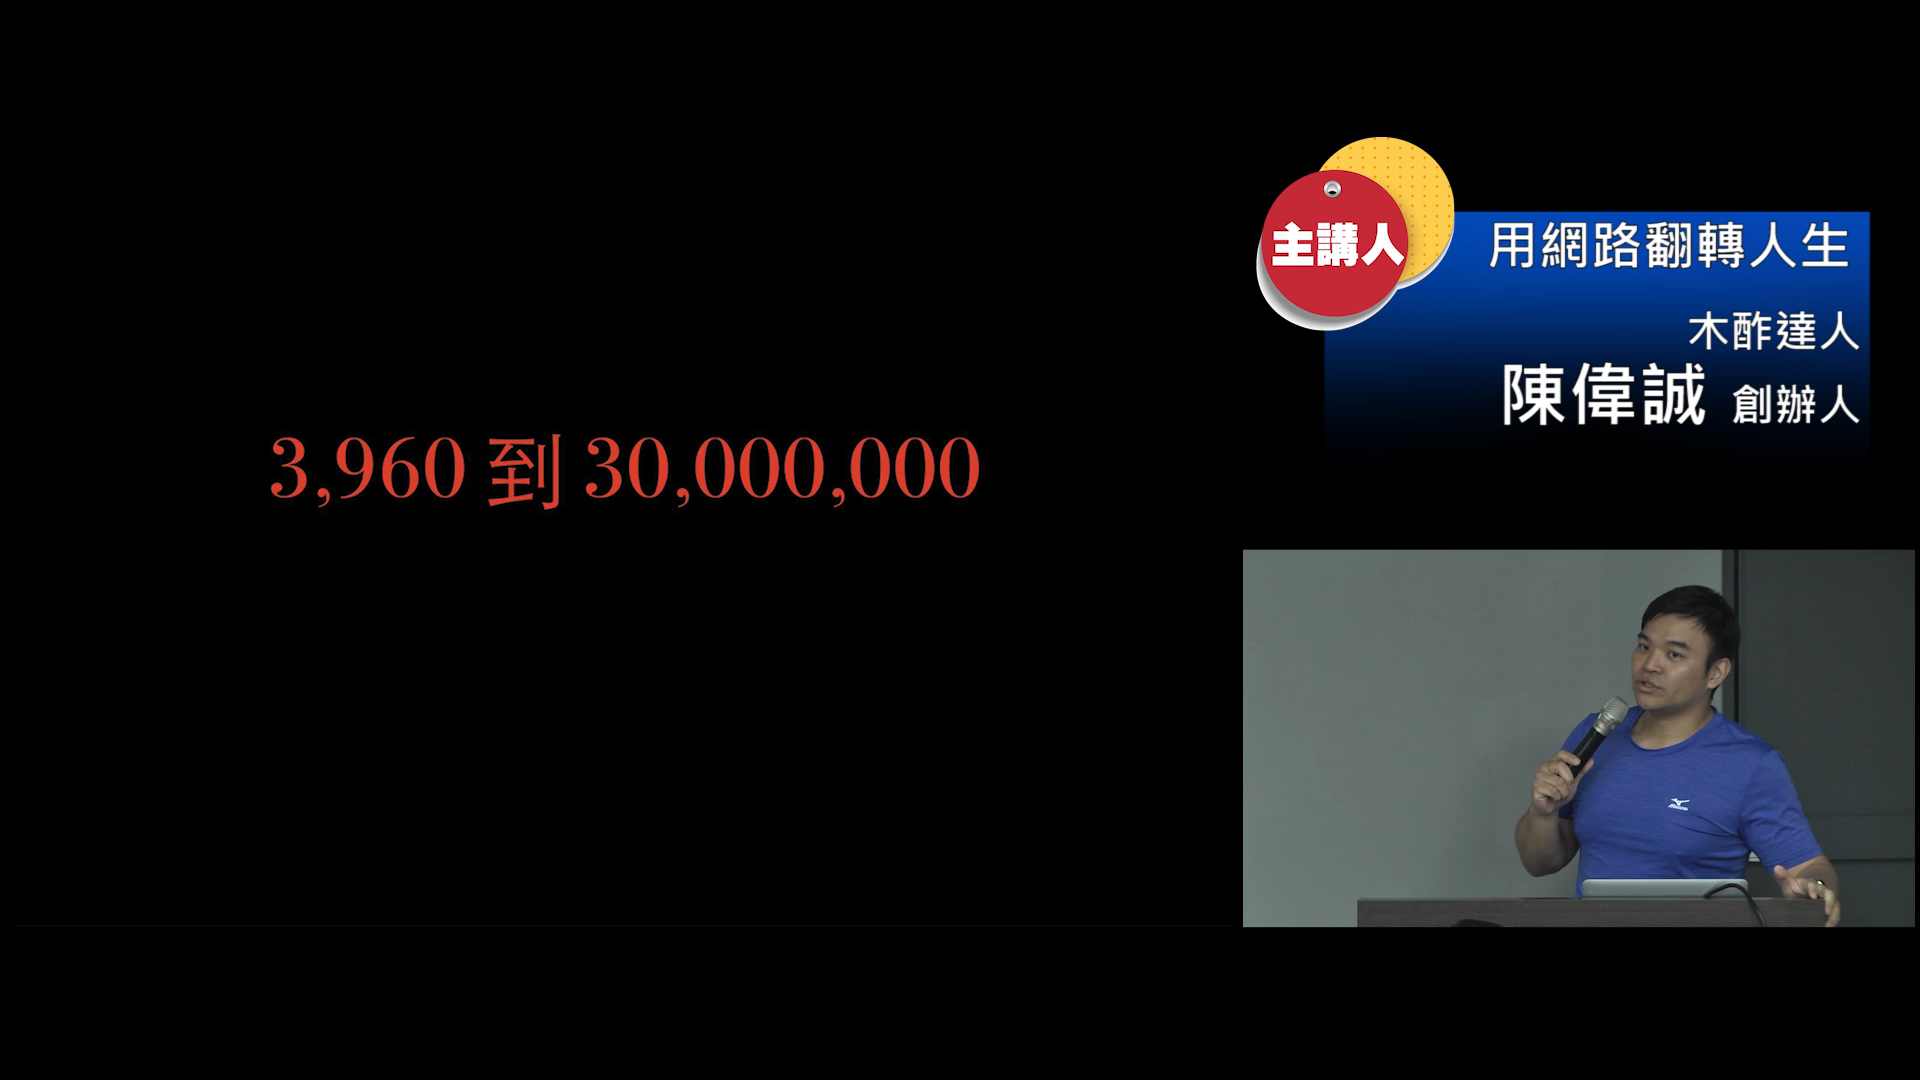 3,960 到 30,000,000
主講人
用網路翻轉人生
木酢達人
陳偉誠 創辦人
Mizuno